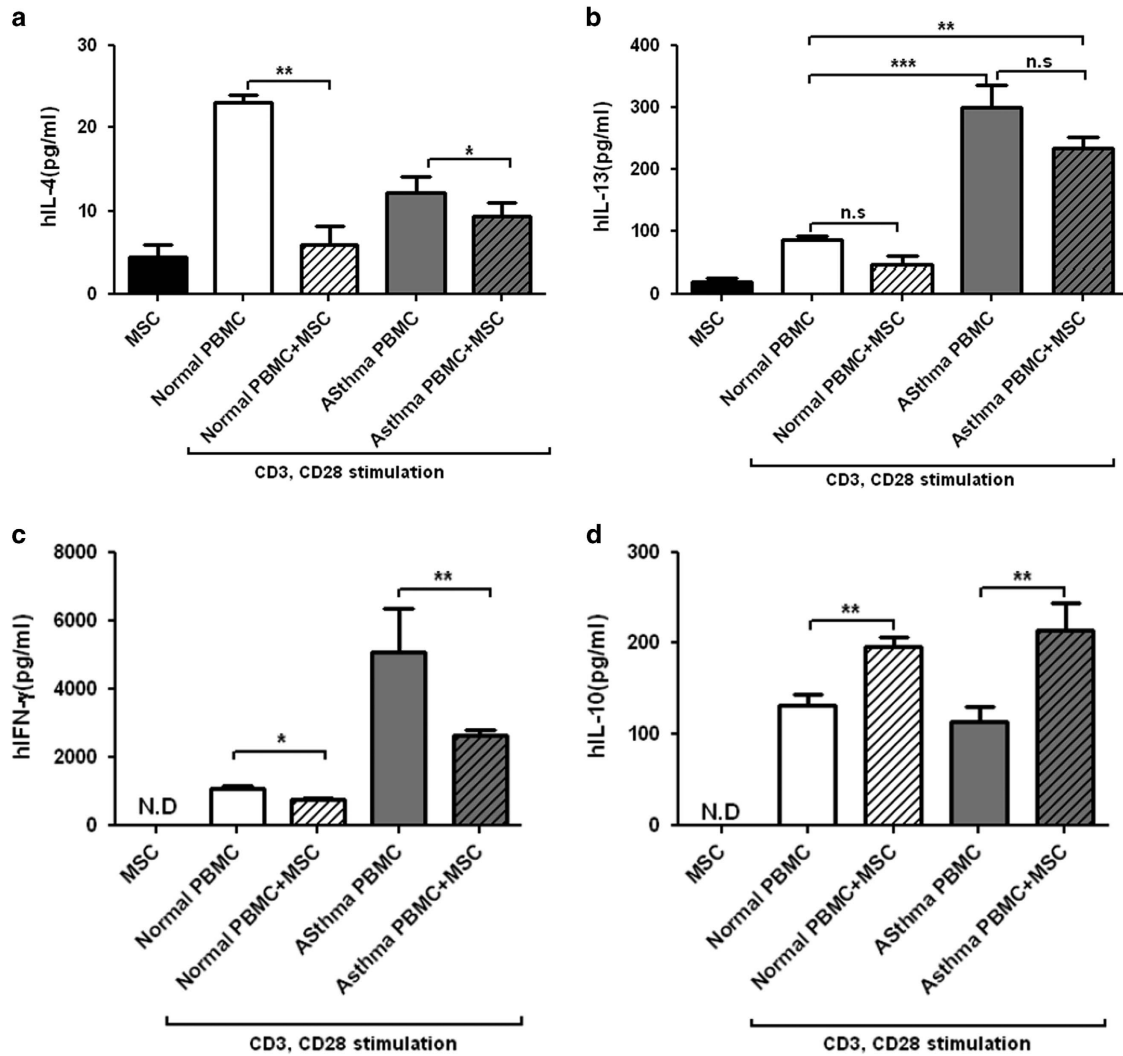 a
hIL-4(pg/ml)
30
20
10
0
**
*
MSC
Normal PBMC
Normal PBMC+MSC
ASthma PBMC
Asthma PBMC+MSC
CD3, CD28 stimulation
b
hIL-13(pg/ml)
400
300
200
100
0
**
***
n.s
n.s
MSC
Normal PBMC
Normal PBMC+MSC
ASthma PBMC
Asthma PBMC+MSC
CD3, CD28 stimulation
c
hIFN-γ(pg/ml)
8000
6000
4000
2000
0
N.D
*
**
MSC
Normal PBMC
Normal PBMC+MSC
ASthma PBMC
Asthma PBMC+MSC
CD3, CD28 stimulation
d
hIL-10(pg/ml)
300
200
100
0
N.D
**
**
MSC
Normal PBMC
Normal PBMC+MSC
ASthma PBMC
Asthma PBMC+MSC
CD3, CD28 stimulation